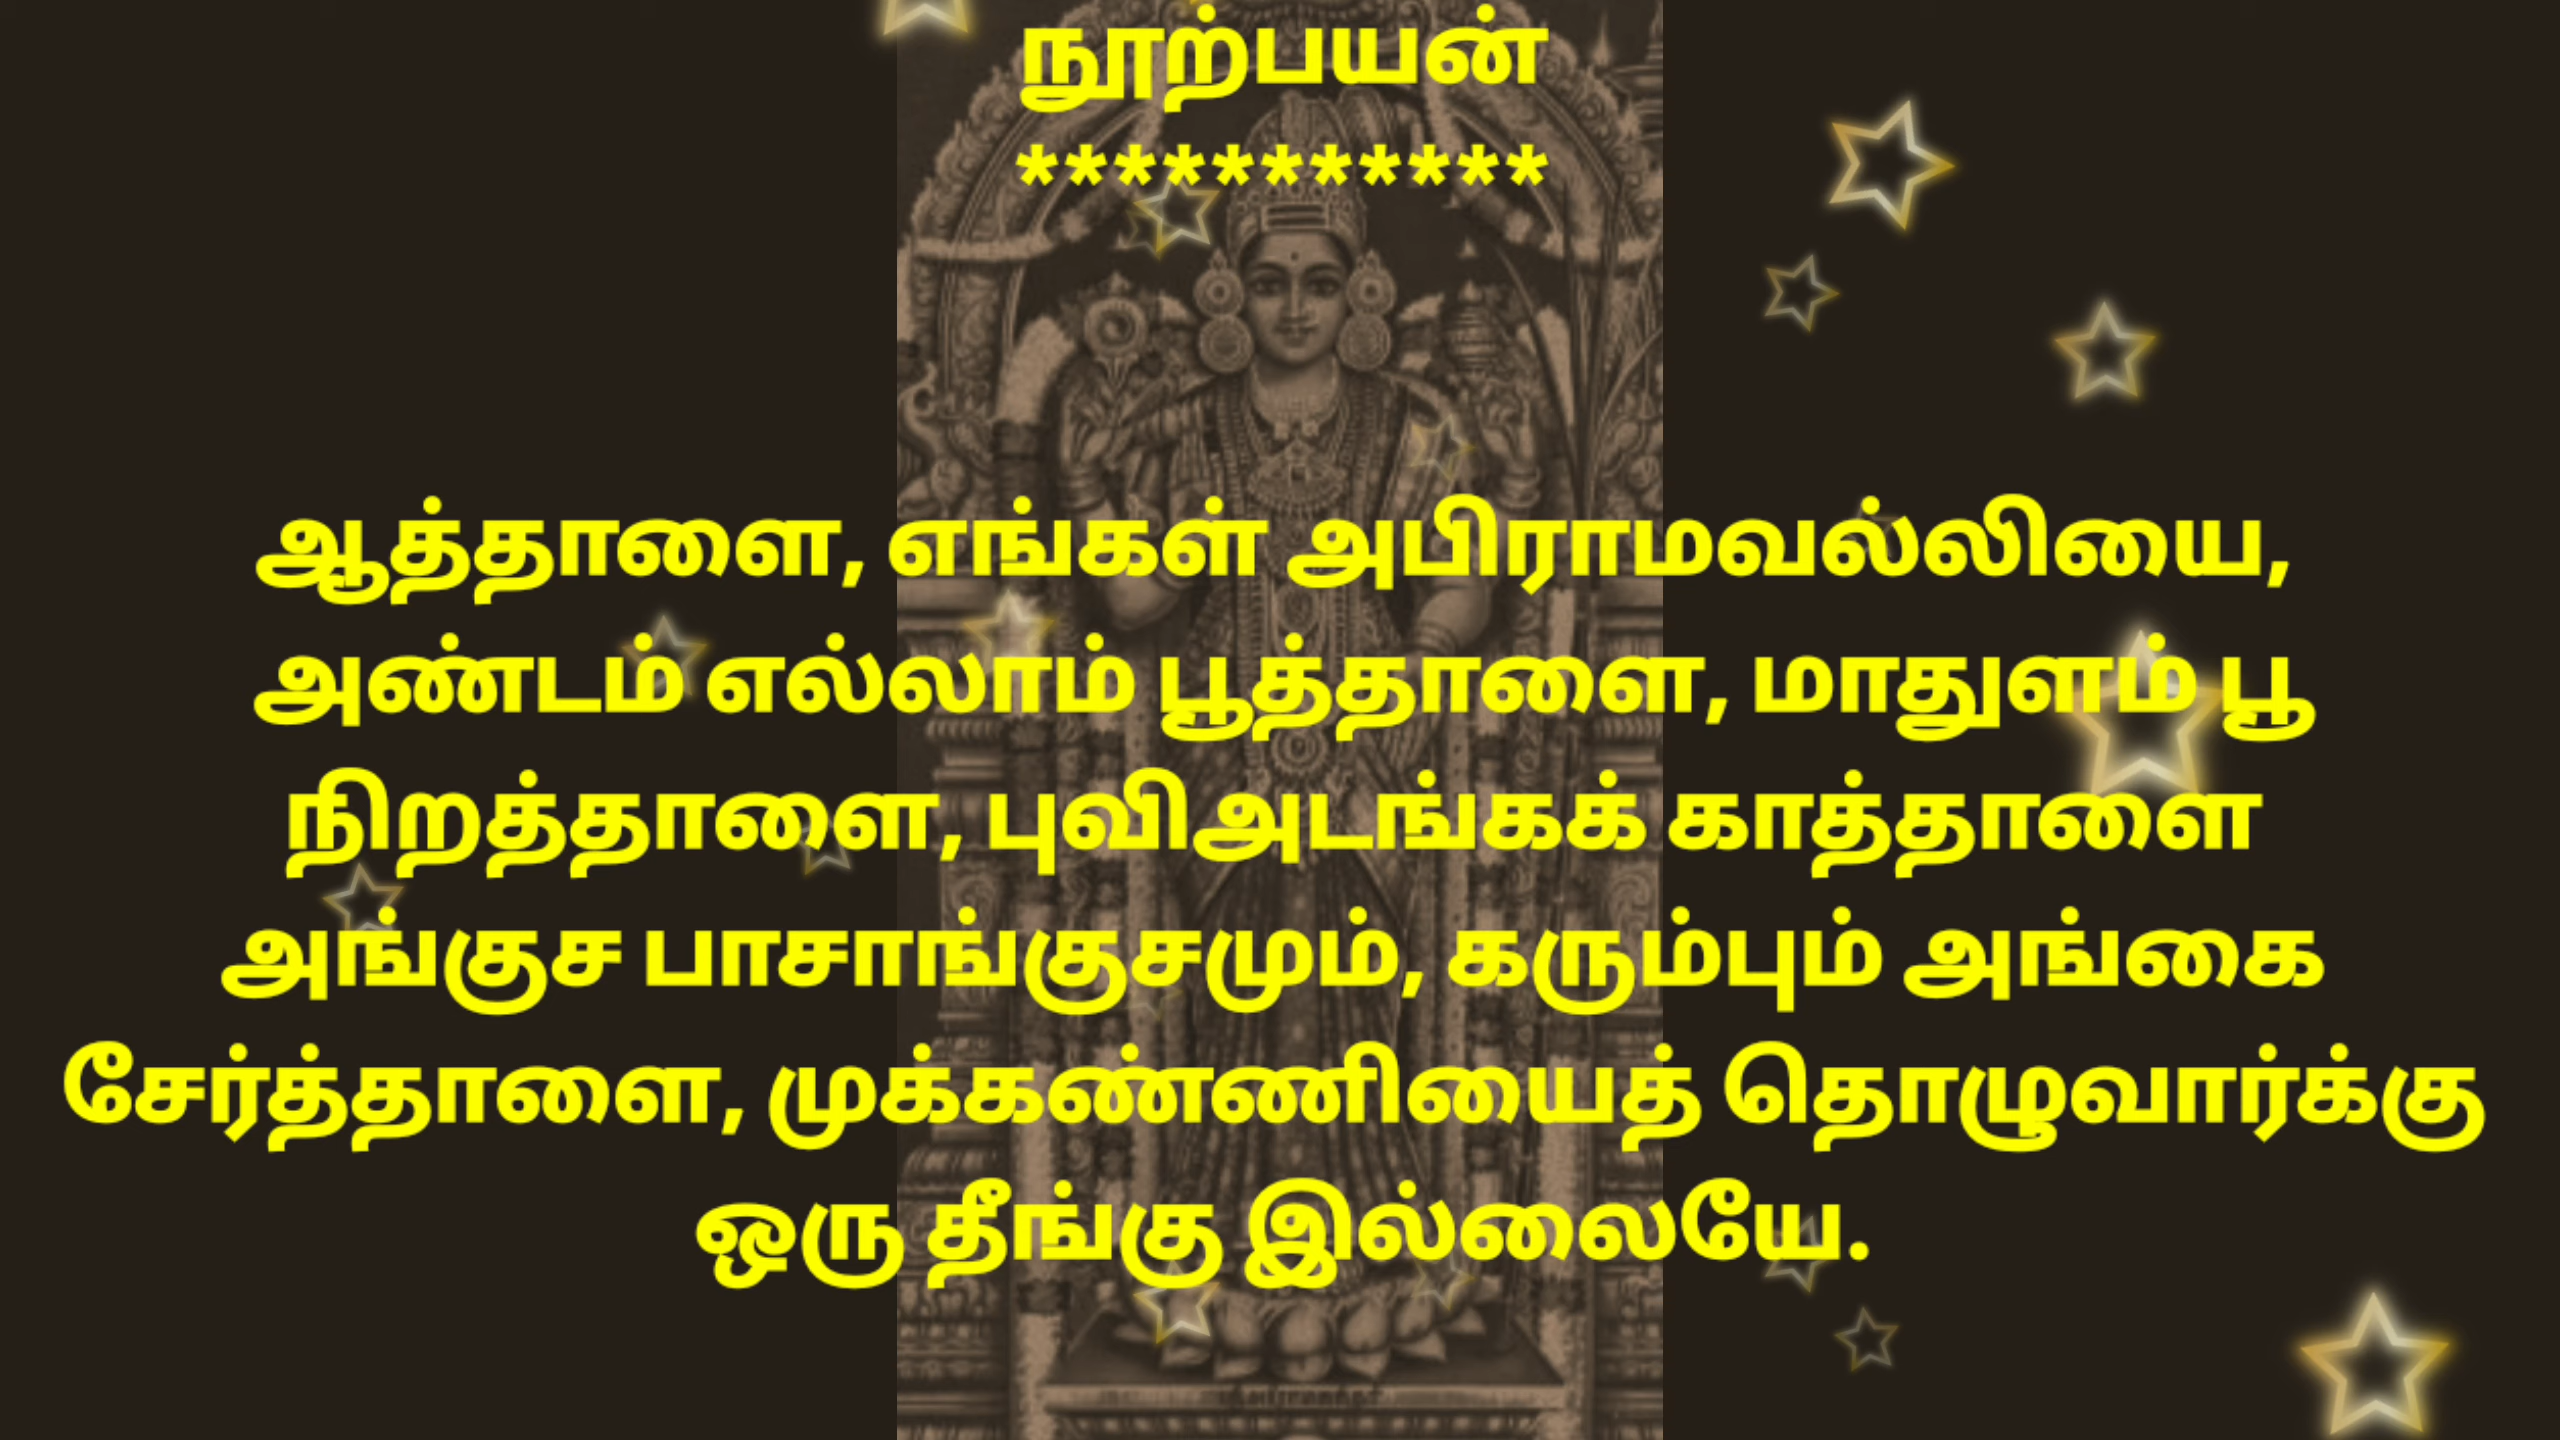 நூற்பயன்
***********
ஆத்தாளை, எங்கள் அபிராமவல்லியை,
அண்டம் எல்லாம் பூத்தாளை, மாதுளம் பூ
நிறத்தாளை, புவிஅடங்கக் காத்தாளை
அங்குச பாசாங்குசமும், கரும்பும் அங்கை
சேர்த்தாளை, முக்கண்ணியைத் தொழுவார்க்கு
ஒரு தீங்கு இல்லையே.